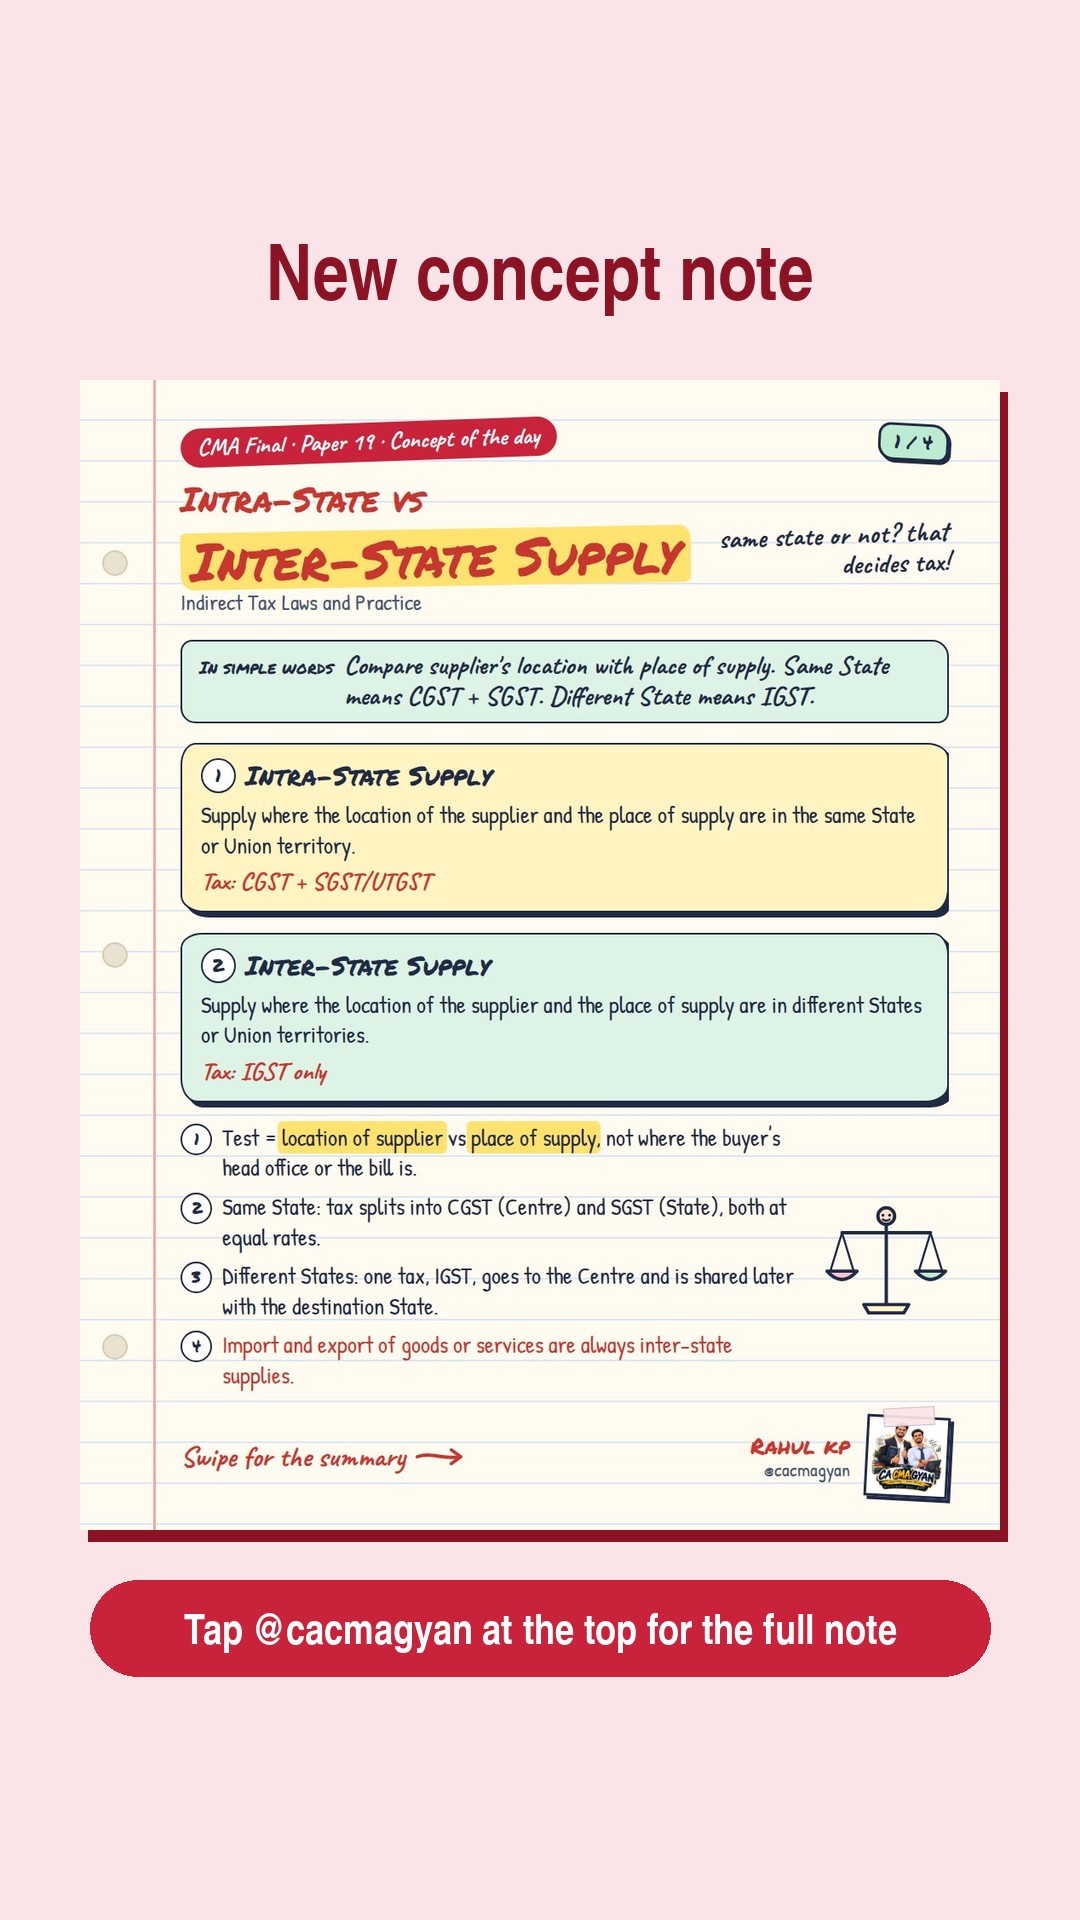 New concept note
CMA Final · Paper 19 · Concept of the day
1/4
Intra-State vs
Inter-State Supply
same state or not? that
decides tax!
Indirect Tax Laws and Practice
In simple words Compare supplier's location with place of supply. Same State
means CGST + SGST. Different State means IGST.
1 Intra-State Supply
Supply where the location of the supplier and the place of supply are in the same State
or Union territory.
Tax: CGST + SGST/UTGST
2 Inter-State Supply
Supply where the location of the supplier and the place of supply are in different States
or Union territories.
Tax: IGST only
1 Test = location of supplier vs place of supply, not where the buyer's
head office or the bill is.
2 Same State: tax splits into CGST (Centre) and SGST (State), both at
equal rates.
3 Different States: one tax, IGST, goes to the Centre and is shared later
with the destination State.
4 Import and export of goods or services are always inter-state
supplies.
Swipe for the summary →
Rahul KP
@cacmagyan
CA CMA GYAN
Tap @cacmagyan at the top for the full note